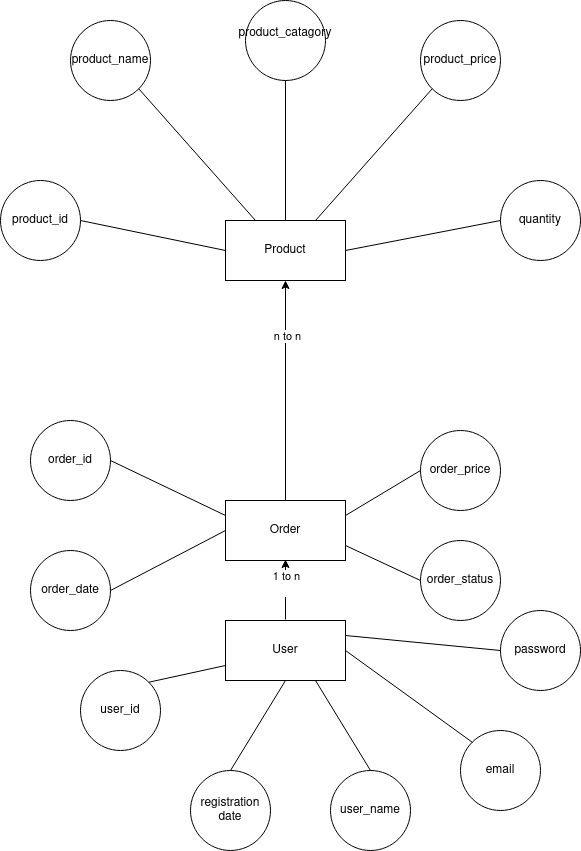 product_catagory
product_name
product_price
product_id
quantity
Product
n to n
order_id
order_price
Order
order_date
order_status
1 to n
User
password
user_id
email
registration
date
user_name